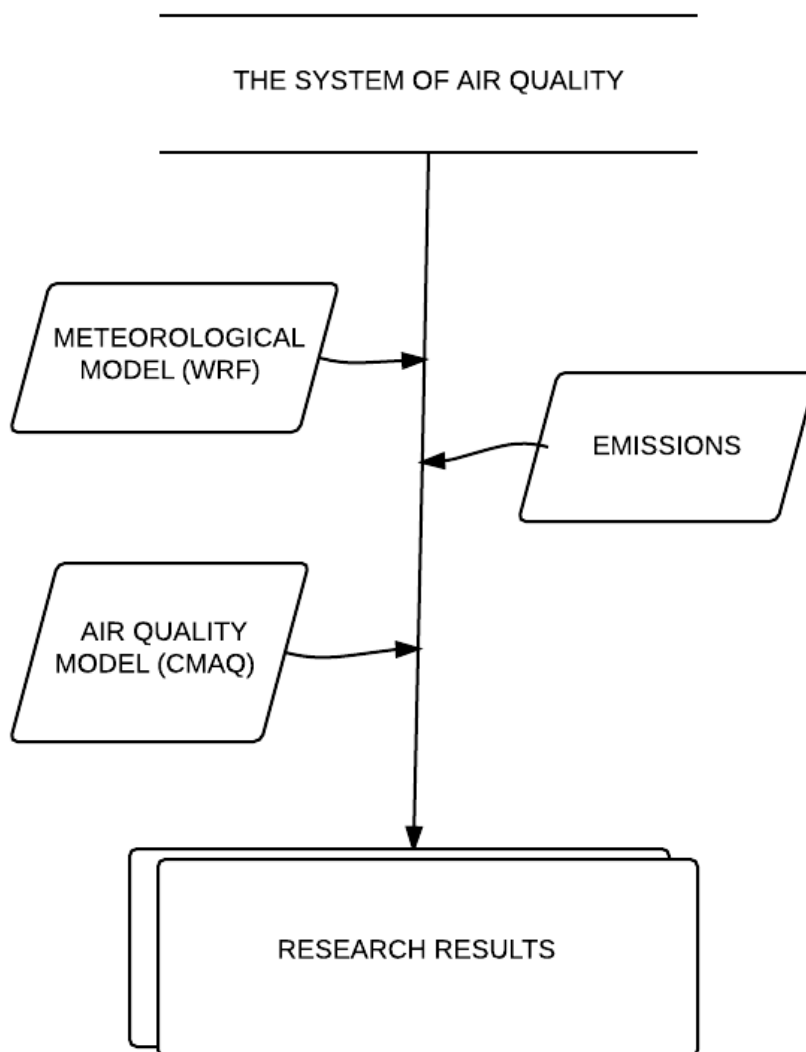 THE SYSTEM OF AIR QUALITY
METEOROLOGICAL
MODEL (WRF)
EMISSIONS
AIR QUALITY
MODEL (CMAQ)
RESEARCH RESULTS